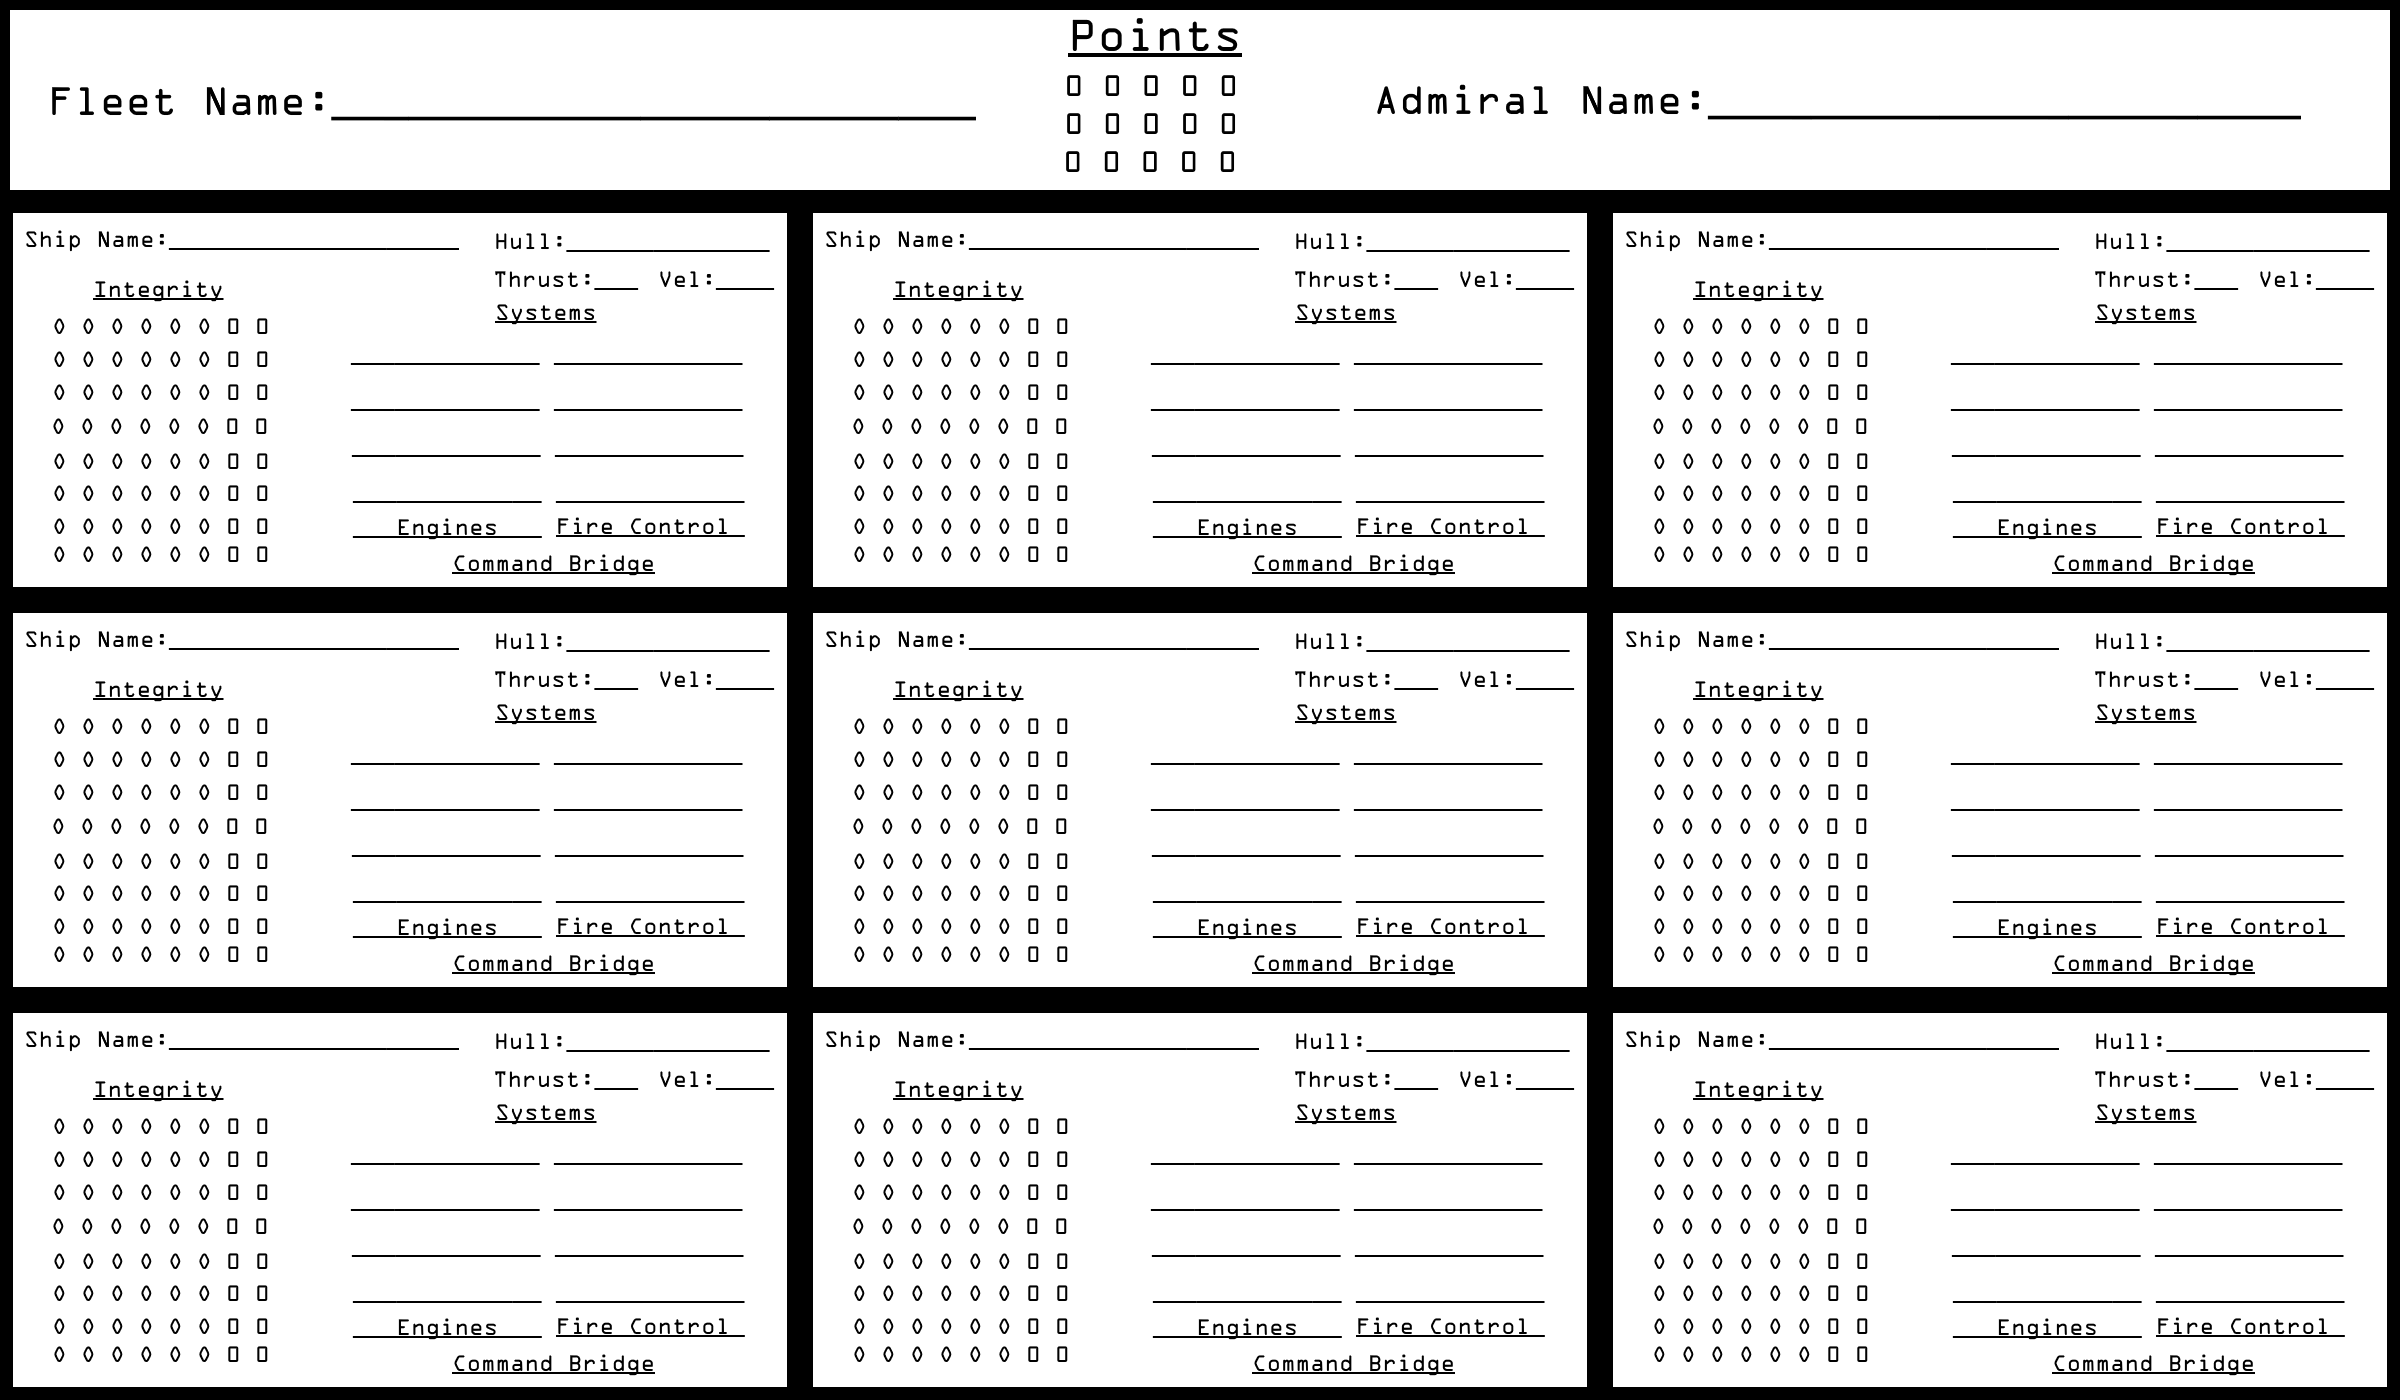 Points
Fleet Name:
Admiral Name:
Ship Name: Hull:
Thrust: Vel:
Integrity
Systems
Engines Fire Control
Command Bridge
Ship Name: Hull:
Thrust: Vel:
Integrity
Systems
Engines Fire Control
Command Bridge
Ship Name: Hull:
Thrust: Vel:
Integrity
Systems
Engines Fire Control
Command Bridge
Ship Name: Hull:
Thrust: Vel:
Integrity
Systems
Engines Fire Control
Command Bridge
Ship Name: Hull:
Thrust: Vel:
Integrity
Systems
Engines Fire Control
Command Bridge
Ship Name: Hull:
Thrust: Vel:
Integrity
Systems
Engines Fire Control
Command Bridge
Ship Name: Hull:
Thrust: Vel:
Integrity
Systems
Engines Fire Control
Command Bridge
Ship Name: Hull:
Thrust: Vel:
Integrity
Systems
Engines Fire Control
Command Bridge
Ship Name: Hull:
Thrust: Vel:
Integrity
Systems
Engines Fire Control
Command Bridge